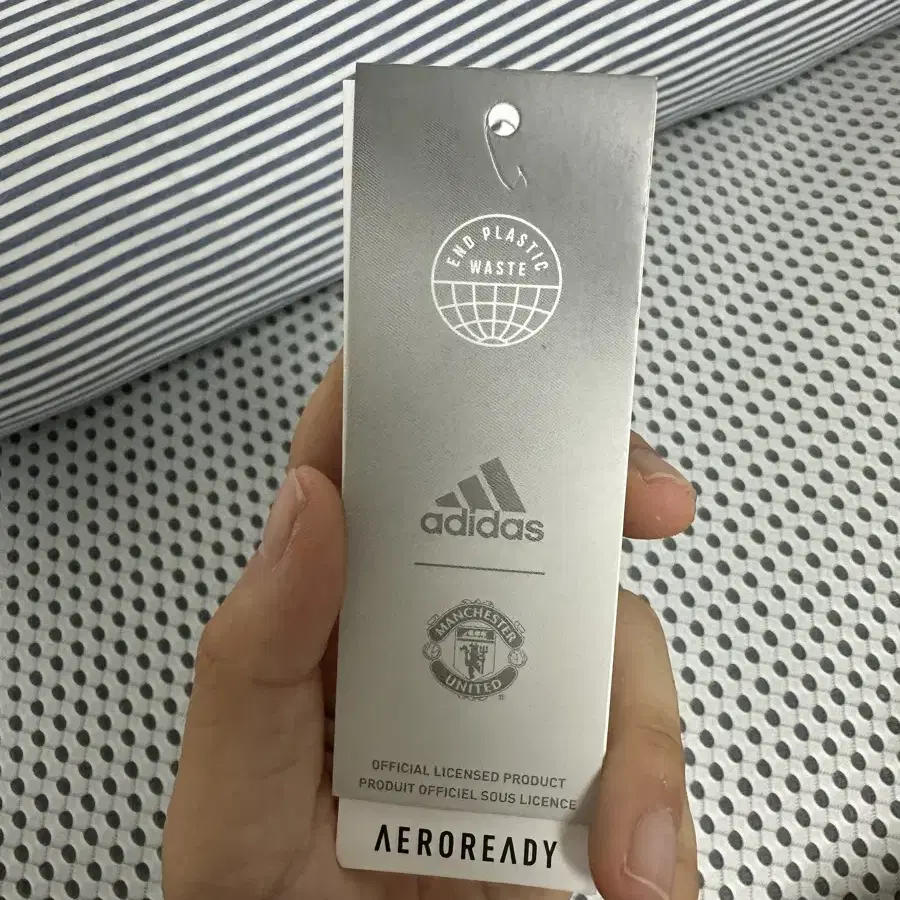 END PLASTIC
WASTE
adidas
MANCHESTER
UNITED
OFFICIAL LICENSED PRODUCT
PRODUIT OFFICIEL SOUS LICENCE
AEROREADY